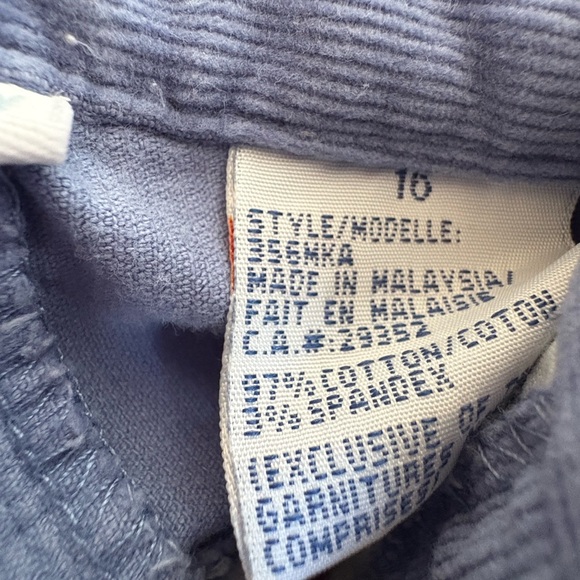 16
STYLE/MODELLE:
556MKA
MADE IN MALAYSIA/
FAIT EN MALAISIE
C.A.#:29352
97% COTTON/COTON
3% SPANDEX
(EXCLUSIVE OF
GARNITURES
COMPRISES